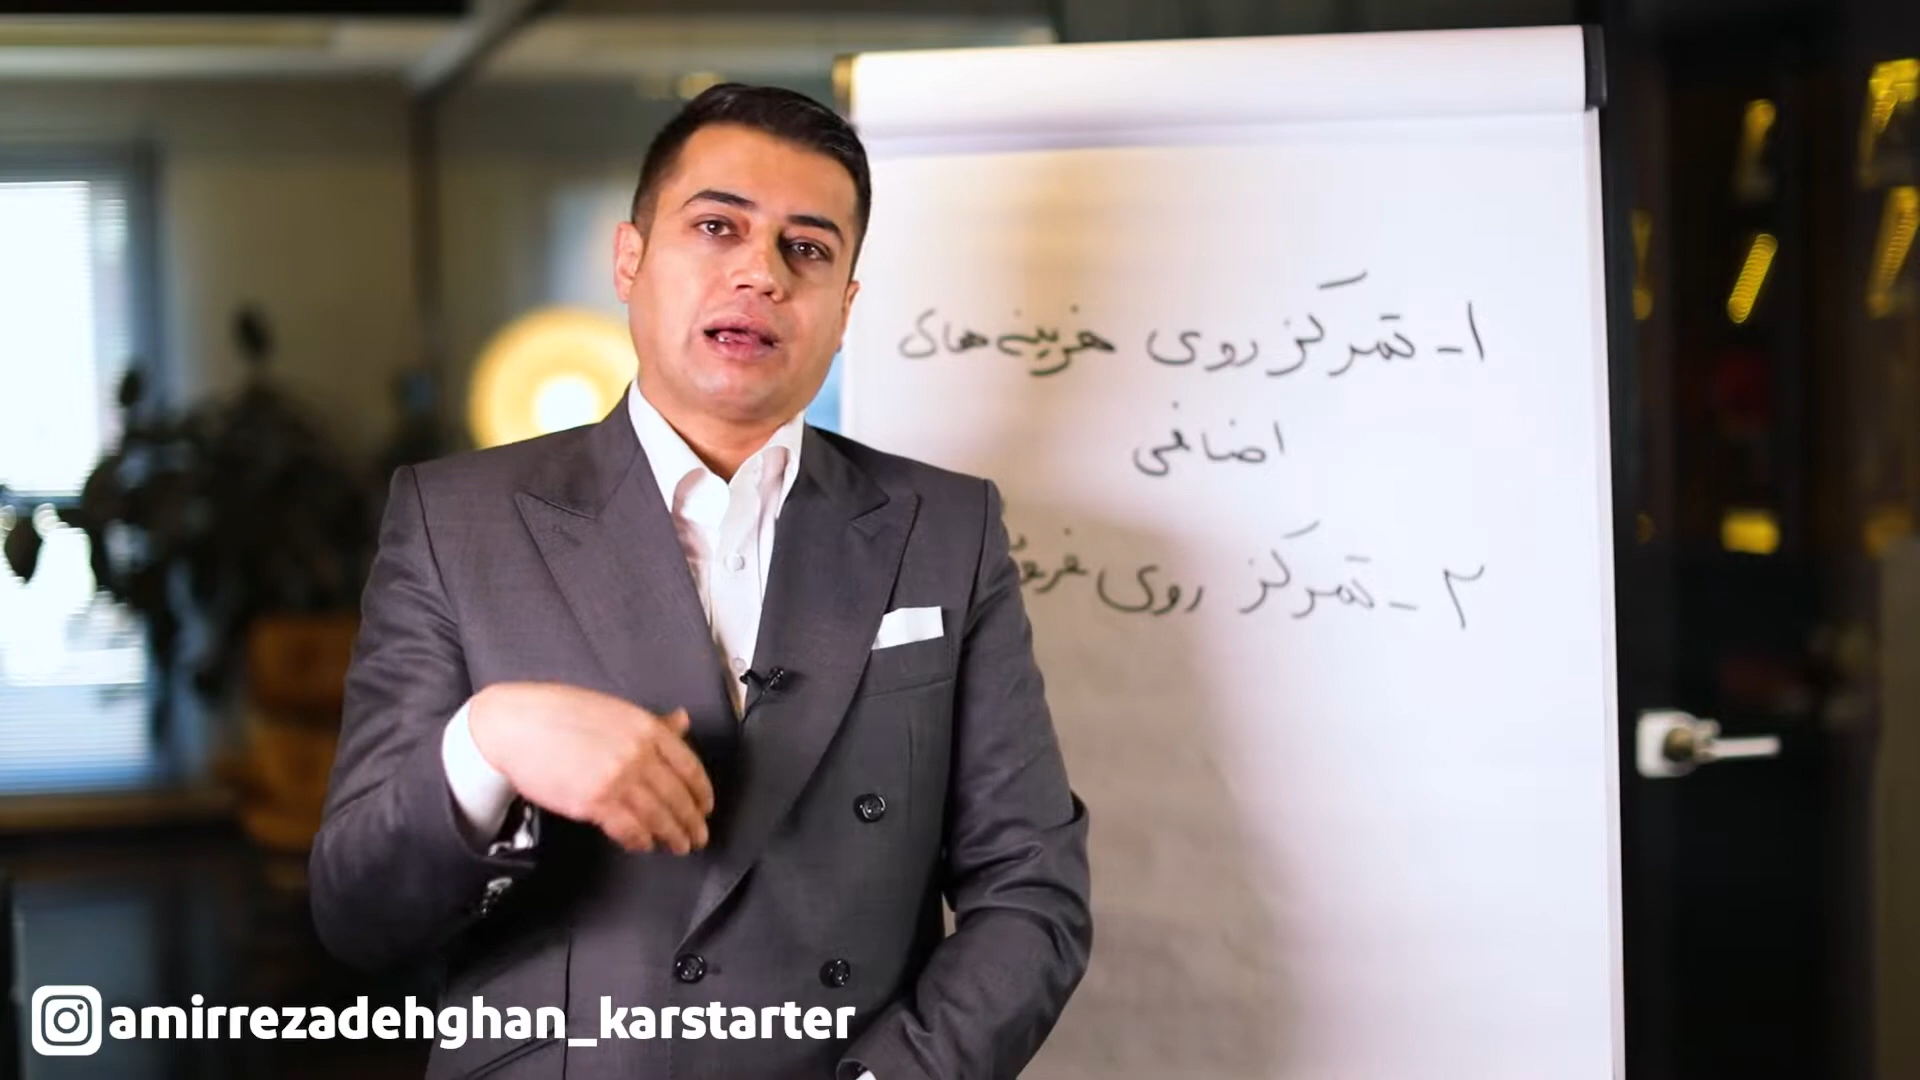 ۱- تمرکز روی هزینه‌های
اضافی
۲- تمرکز روی
amirrezadehghan_karstarter